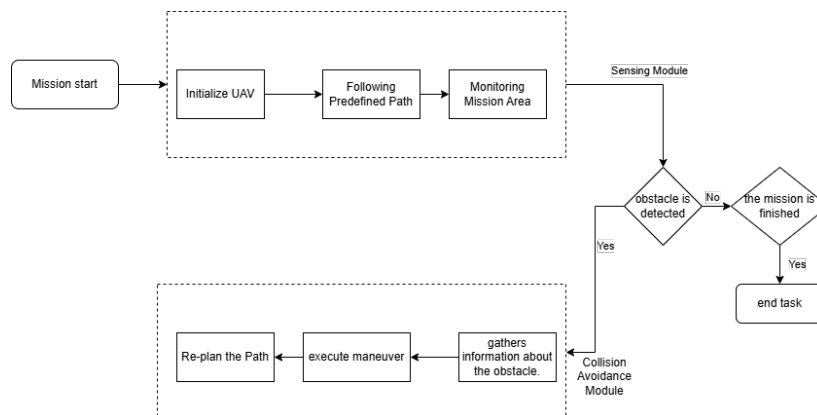 Mission start
Initialize UAV
Following
Predefined Path
Monitoring
Mission Area
Sensing Module
obstacle is
detected
No
the mission is
finished
Yes
Yes
end task
Re-plan the Path
execute maneuver
gathers
information about
the obstacle.
Collision
Avoidance
Module